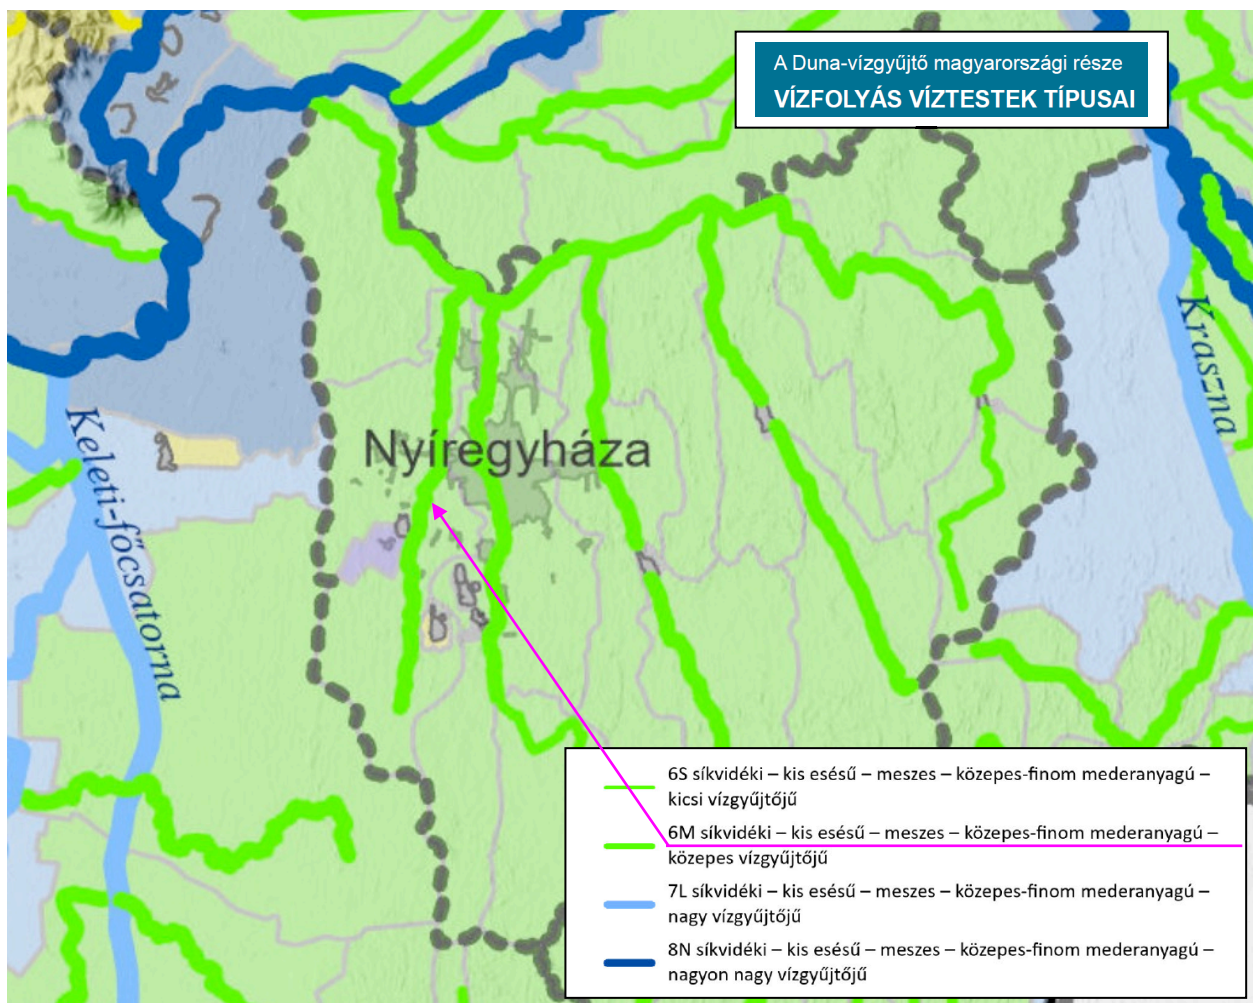 A Duna-vízgyűjtő magyarországi része
VÍZFOLYÁS VÍZTESTEK TÍPUSAI
Kraszna
Keleti-főcsatorna
Nyíregyháza
6S síkvidéki – kis esésű – meszes – közepes-finom mederanyagú –
kicsi vízgyűjtőjű
6M síkvidéki – kis esésű – meszes – közepes-finom mederanyagú –
közepes vízgyűjtőjű
7L síkvidéki – kis esésű – meszes – közepes-finom mederanyagú –
nagy vízgyűjtőjű
8N síkvidéki – kis esésű – meszes – közepes-finom mederanyagú –
nagyon nagy vízgyűjtőjű